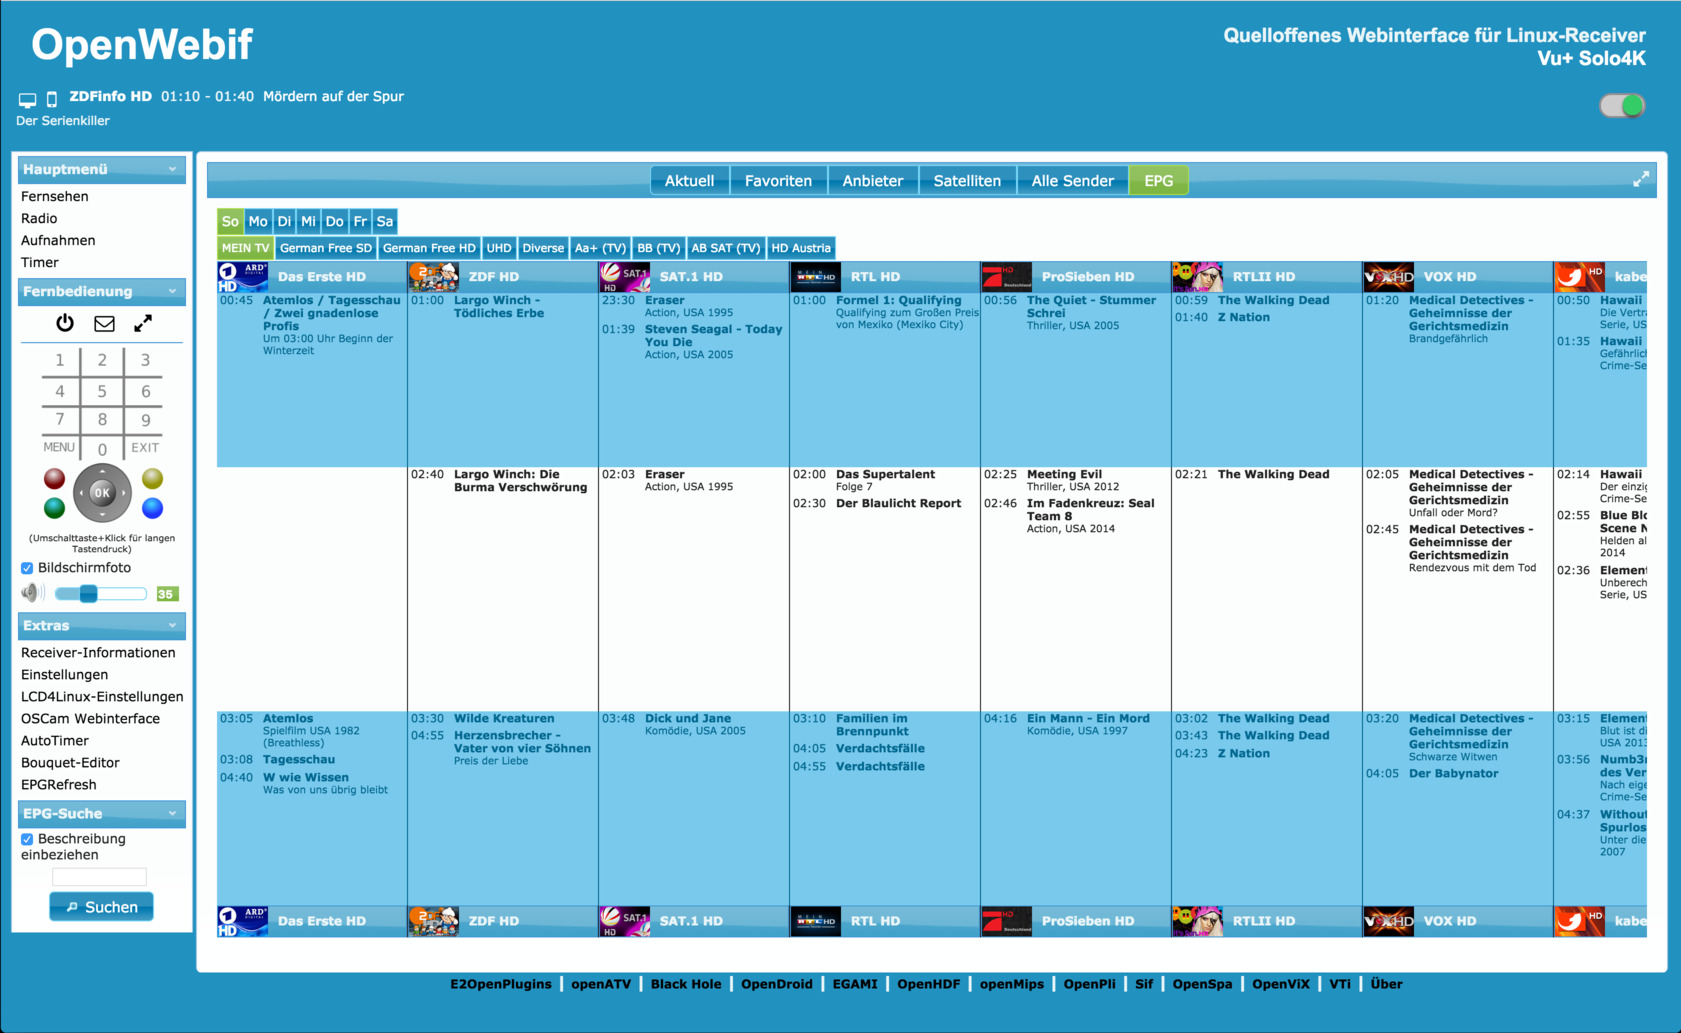 OpenWebif
Quelloffenes Webinterface für Linux-Receiver
Vu+ Solo4K
ZDFinfo HD 01:10 - 01:40 Mördern auf der Spur
Der Serienkiller
Hauptmenü
Fernsehen
Radio
Aufnahmen
Timer
Fernbedienung
1 2 3
4 5 6
7 8 9
MENU 0 EXIT
OK
(Umschalttaste+Klick für langen
Tastendruck)
Bildschirmfoto
35
Extras
Receiver-Informationen
Einstellungen
LCD4Linux-Einstellungen
OSCam Webinterface
AutoTimer
Bouquet-Editor
EPGRefresh
EPG-Suche
Beschreibung
einbeziehen
Suchen
Aktuell Favoriten Anbieter Satelliten Alle Sender EPG
So Mo Di Mi Do Fr Sa
MEIN TV German Free SD German Free HD UHD Diverse Aa+ (TV) BB (TV) AB SAT (TV) HD Austria
Das Erste HD ZDF HD SAT.1 HD RTL HD ProSieben HD RTLII HD VOX HD kabe
00:45 Atemlos / Tagesschau
/ Zwei gnadenlose
Profis
Um 03:00 Uhr Beginn der
Winterzeit
01:00 Largo Winch -
Tödliches Erbe
23:30 Eraser
Action, USA 1995
01:39 Steven Seagal - Today
You Die
Action, USA 2005
01:00 Formel 1: Qualifying
Qualifying zum Großen Preis
von Mexiko (Mexiko City)
00:56 The Quiet - Stummer
Schrei
Thriller, USA 2005
00:59 The Walking Dead
01:40 Z Nation
01:20 Medical Detectives -
Geheimnisse der
Gerichtsmedizin
Brandgefährlich
00:50 Hawaii
Die Vertr
Serie, US
01:35 Hawaii
Gefährlic
Crime-Se
02:40 Largo Winch: Die
Burma Verschwörung
02:03 Eraser
Action, USA 1995
02:00 Das Supertalent
Folge 7
02:30 Der Blaulicht Report
02:25 Meeting Evil
Thriller, USA 2012
02:46 Im Fadenkreuz: Seal
Team 8
Action, USA 2014
02:21 The Walking Dead
02:05 Medical Detectives -
Geheimnisse der
Gerichtsmedizin
Unfall oder Mord?
02:45 Medical Detectives -
Geheimnisse der
Gerichtsmedizin
Rendezvous mit dem Tod
02:14 Hawaii
Der einzig
Crime-Se
02:55 Blue Blo
Scene N
Helden al
2014
02:36 Element
Unberech
Serie, US
03:05 Atemlos
Spielfilm USA 1982
(Breathless)
03:08 Tagesschau
04:40 W wie Wissen
Was von uns übrig bleibt
03:30 Wilde Kreaturen
04:55 Herzensbrecher -
Vater von vier Söhnen
Preis der Liebe
03:48 Dick und Jane
Komödie, USA 2005
03:10 Familien im
Brennpunkt
04:05 Verdachtsfälle
04:55 Verdachtsfälle
04:16 Ein Mann - Ein Mord
Komödie, USA 1997
03:02 The Walking Dead
03:43 The Walking Dead
04:23 Z Nation
03:20 Medical Detectives -
Geheimnisse der
Gerichtsmedizin
Schwarze Witwen
04:05 Der Babynator
03:15 Element
Blut ist di
USA 2013
03:56 Numb3r
des Ver
Nach eige
Crime-Se
04:37 Without
Spurlos
Unter die
2007
Das Erste HD ZDF HD SAT.1 HD RTL HD ProSieben HD RTLII HD VOX HD kabe
E2OpenPlugins | openATV | Black Hole | OpenDroid | EGAMI | OpenHDF | openMips | OpenPli | Sif | OpenSpa | OpenViX | VTi | Über